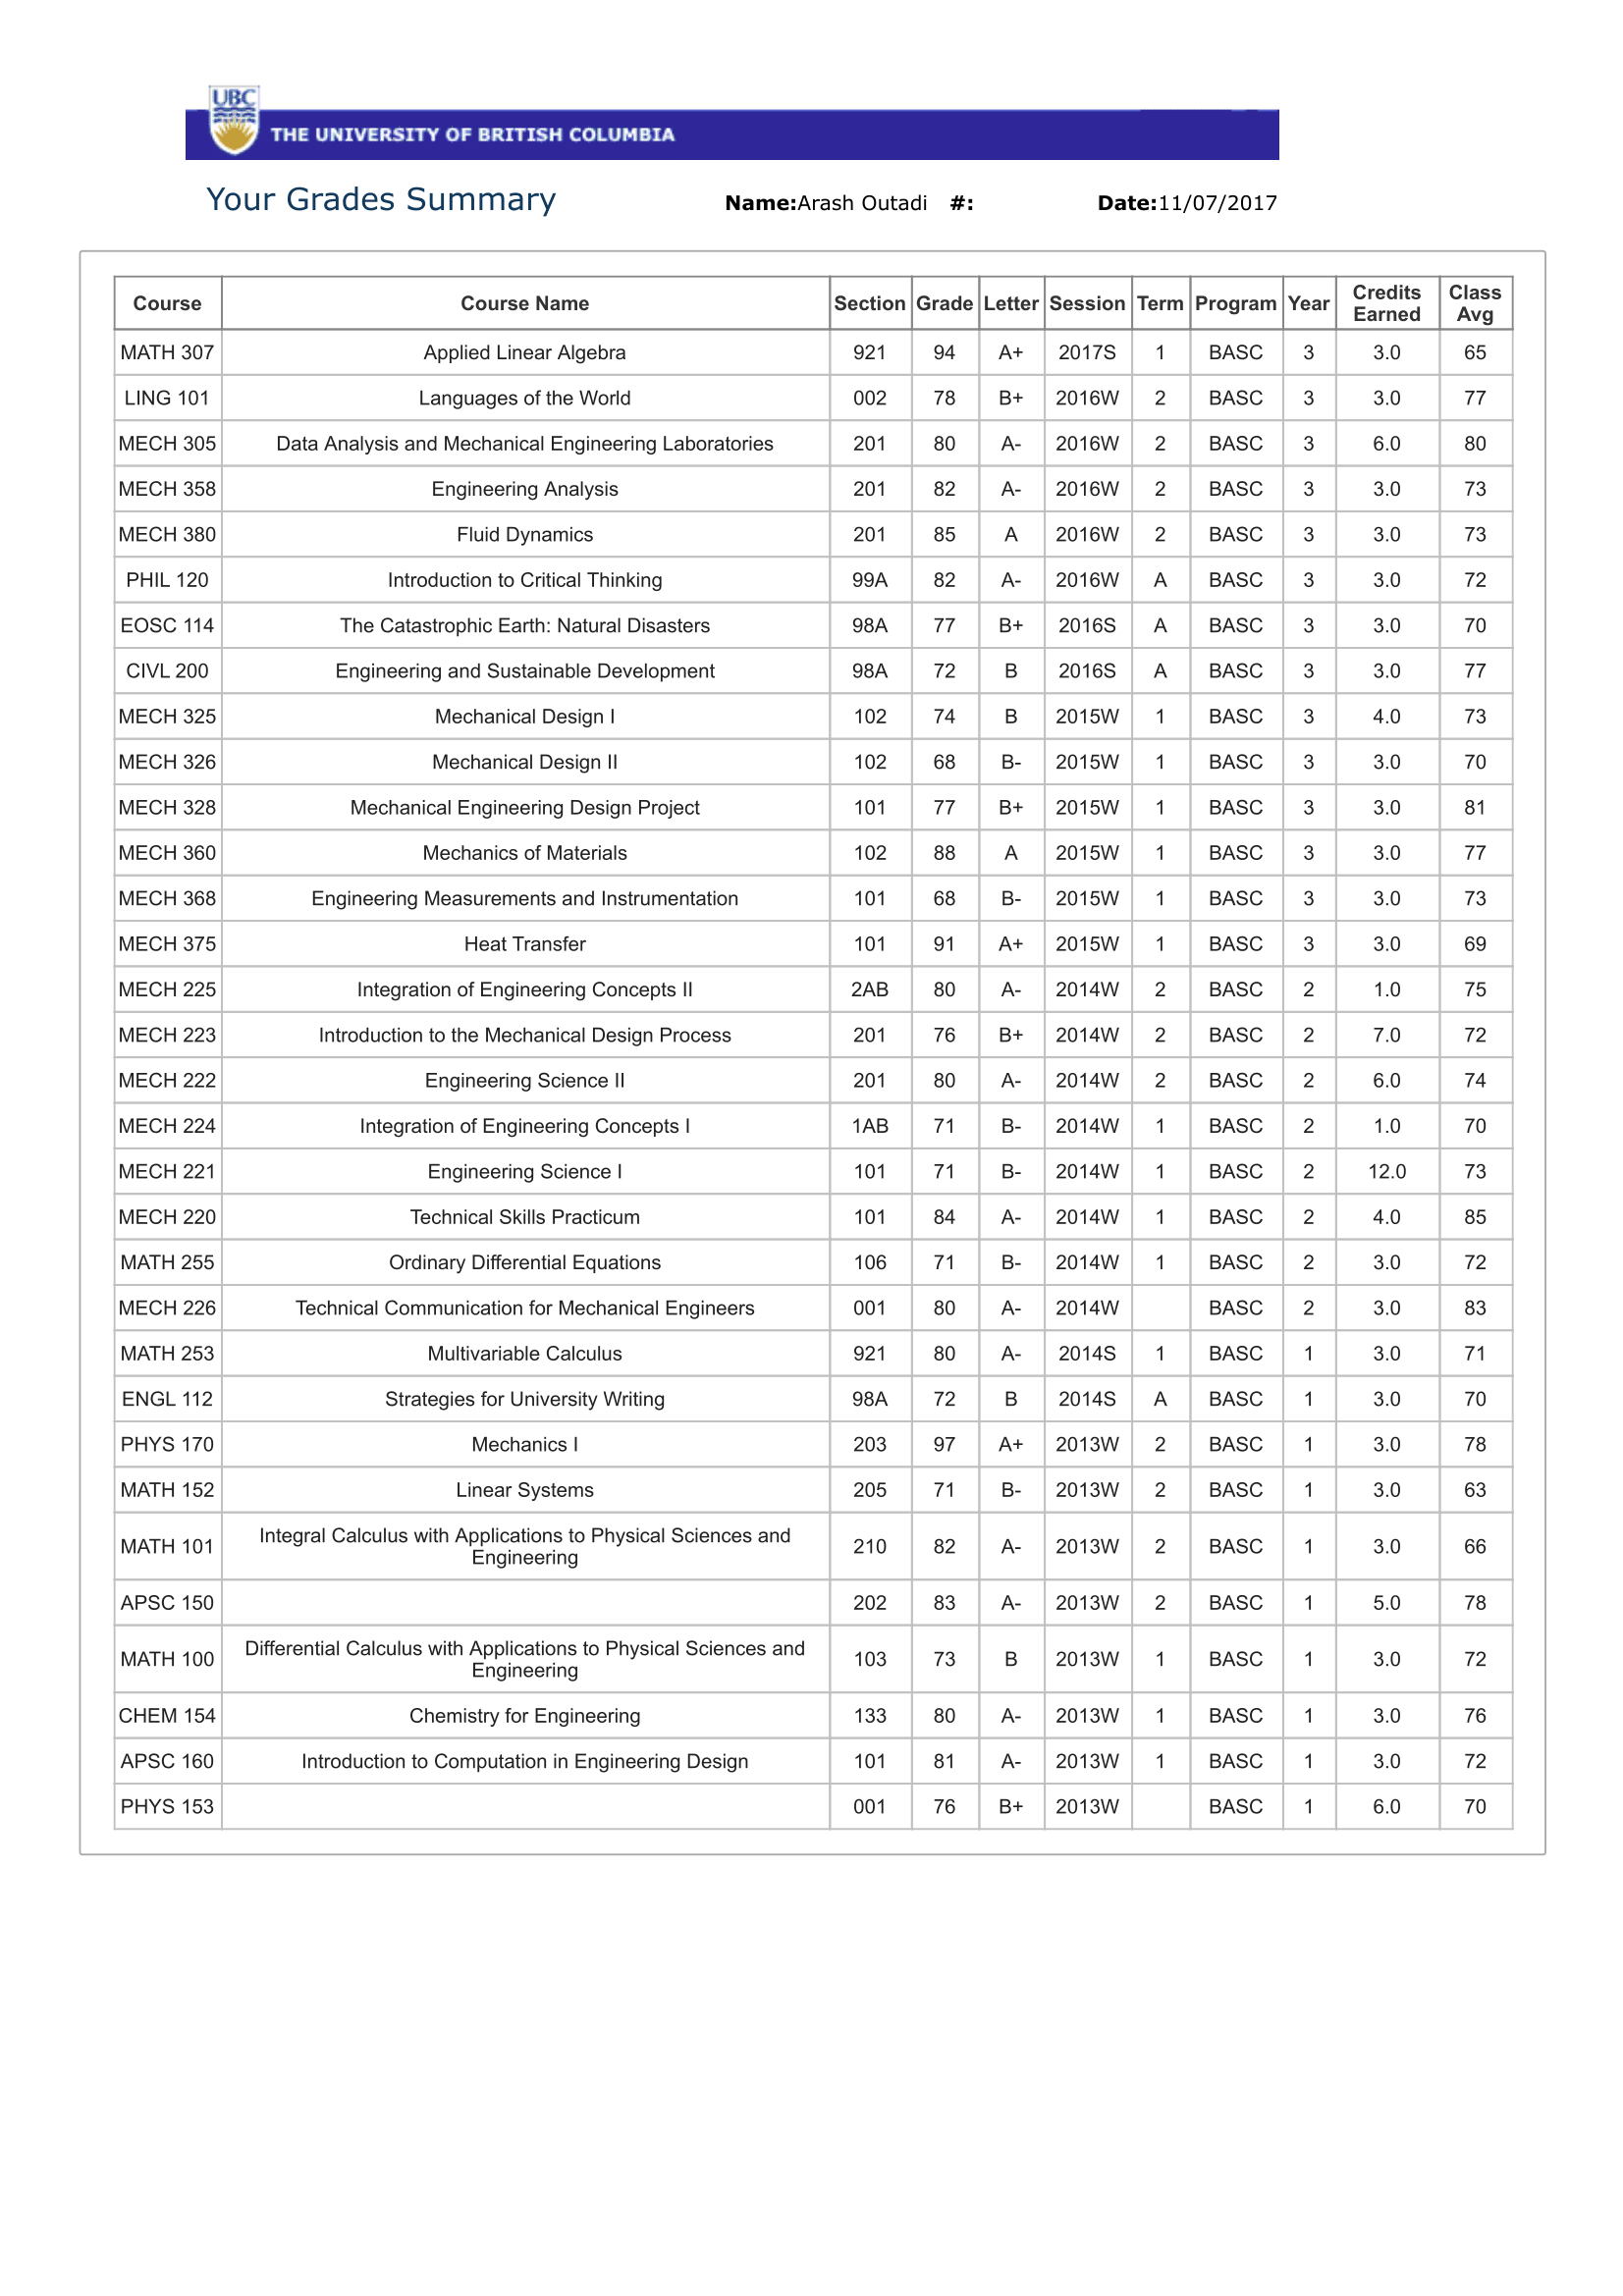 UBC
THE UNIVERSITY OF BRITISH COLUMBIA
Your Grades Summary Name:Arash Outadi #: Date:11/07/2017
Course Course Name Section Grade Letter Session Term Program Year Credits Earned Class Avg
MATH 307 Applied Linear Algebra 921 94 A+ 2017S 1 BASC 3 3.0 65
LING 101 Languages of the World 002 78 B+ 2016W 2 BASC 3 3.0 77
MECH 305 Data Analysis and Mechanical Engineering Laboratories 201 80 A- 2016W 2 BASC 3 6.0 80
MECH 358 Engineering Analysis 201 82 A- 2016W 2 BASC 3 3.0 73
MECH 380 Fluid Dynamics 201 85 A 2016W 2 BASC 3 3.0 73
PHIL 120 Introduction to Critical Thinking 99A 82 A- 2016W A BASC 3 3.0 72
EOSC 114 The Catastrophic Earth: Natural Disasters 98A 77 B+ 2016S A BASC 3 3.0 70
CIVL 200 Engineering and Sustainable Development 98A 72 B 2016S A BASC 3 3.0 77
MECH 325 Mechanical Design I 102 74 B 2015W 1 BASC 3 4.0 73
MECH 326 Mechanical Design II 102 68 B- 2015W 1 BASC 3 3.0 70
MECH 328 Mechanical Engineering Design Project 101 77 B+ 2015W 1 BASC 3 3.0 81
MECH 360 Mechanics of Materials 102 88 A 2015W 1 BASC 3 3.0 77
MECH 368 Engineering Measurements and Instrumentation 101 68 B- 2015W 1 BASC 3 3.0 73
MECH 375 Heat Transfer 101 91 A+ 2015W 1 BASC 3 3.0 69
MECH 225 Integration of Engineering Concepts II 2AB 80 A- 2014W 2 BASC 2 1.0 75
MECH 223 Introduction to the Mechanical Design Process 201 76 B+ 2014W 2 BASC 2 7.0 72
MECH 222 Engineering Science II 201 80 A- 2014W 2 BASC 2 6.0 74
MECH 224 Integration of Engineering Concepts I 1AB 71 B- 2014W 1 BASC 2 1.0 70
MECH 221 Engineering Science I 101 71 B- 2014W 1 BASC 2 12.0 73
MECH 220 Technical Skills Practicum 101 84 A- 2014W 1 BASC 2 4.0 85
MATH 255 Ordinary Differential Equations 106 71 B- 2014W 1 BASC 2 3.0 72
MECH 226 Technical Communication for Mechanical Engineers 001 80 A- 2014W BASC 2 3.0 83
MATH 253 Multivariable Calculus 921 80 A- 2014S 1 BASC 1 3.0 71
ENGL 112 Strategies for University Writing 98A 72 B 2014S A BASC 1 3.0 70
PHYS 170 Mechanics I 203 97 A+ 2013W 2 BASC 1 3.0 78
MATH 152 Linear Systems 205 71 B- 2013W 2 BASC 1 3.0 63
MATH 101 Integral Calculus with Applications to Physical Sciences and Engineering 210 82 A- 2013W 2 BASC 1 3.0 66
APSC 150 202 83 A- 2013W 2 BASC 1 5.0 78
MATH 100 Differential Calculus with Applications to Physical Sciences and Engineering 103 73 B 2013W 1 BASC 1 3.0 72
CHEM 154 Chemistry for Engineering 133 80 A- 2013W 1 BASC 1 3.0 76
APSC 160 Introduction to Computation in Engineering Design 101 81 A- 2013W 1 BASC 1 3.0 72
PHYS 153 001 76 B+ 2013W BASC 1 6.0 70